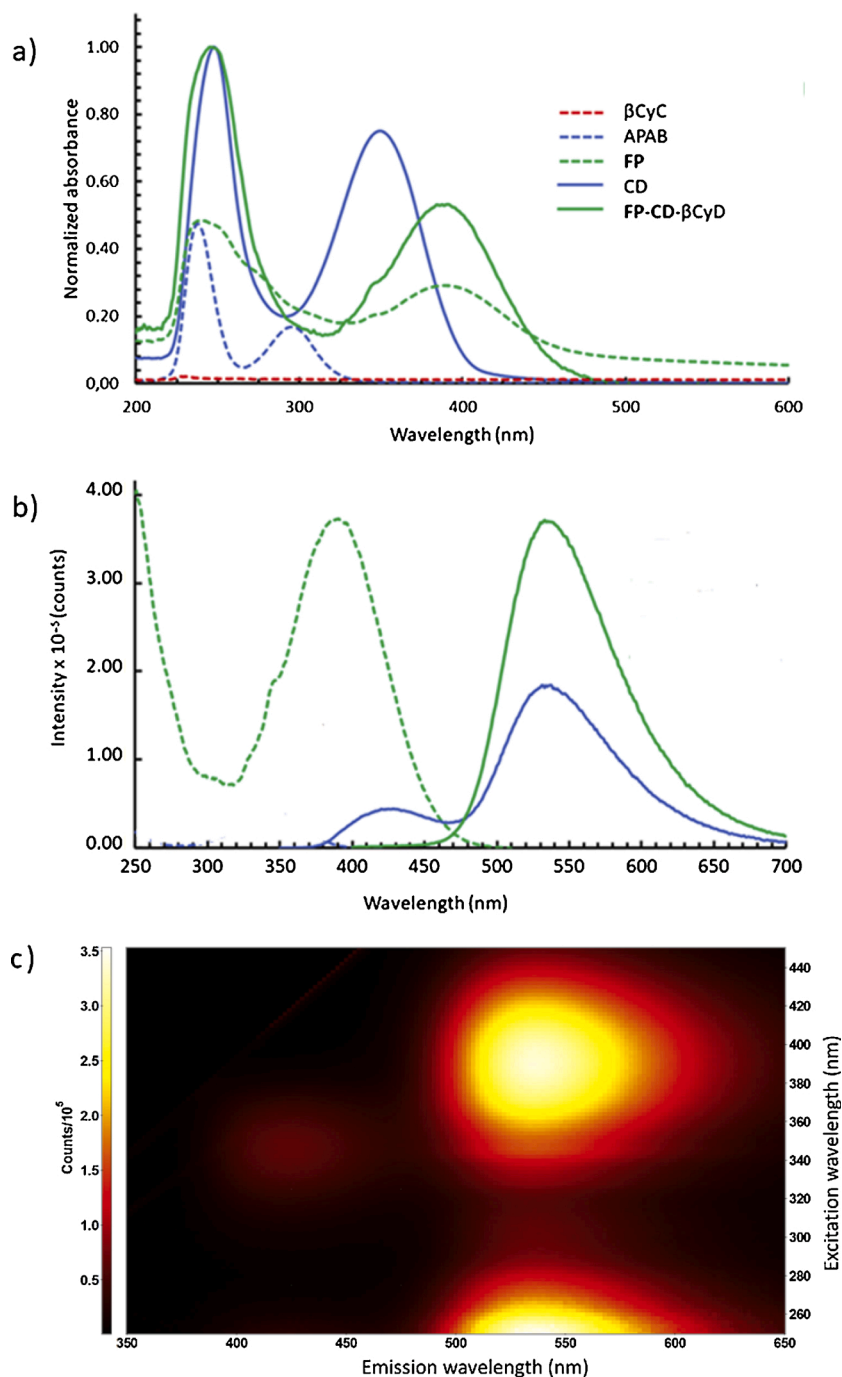 a)
Normalized absorbance
1.00
0.80
0.60
0.40
0.20
0,00
200 300 400 500 600
Wavelength (nm)
βCyC
APAB
FP
CD
FP-CD-βCyD
b)
Intensity x 10⁻⁵ (counts)
4.00
3.00
2.00
1.00
0.00
250 300 350 400 450 500 550 600 650 700
Wavelength (nm)
c)
Counts/10⁵
3.5
3.0
2.5
2.0
1.5
1.0
0.5
440
420
400
380
360
340
320
300
280
260
Excitation wavelength (nm)
350 400 450 500 550 600 650
Emission wavelength (nm)